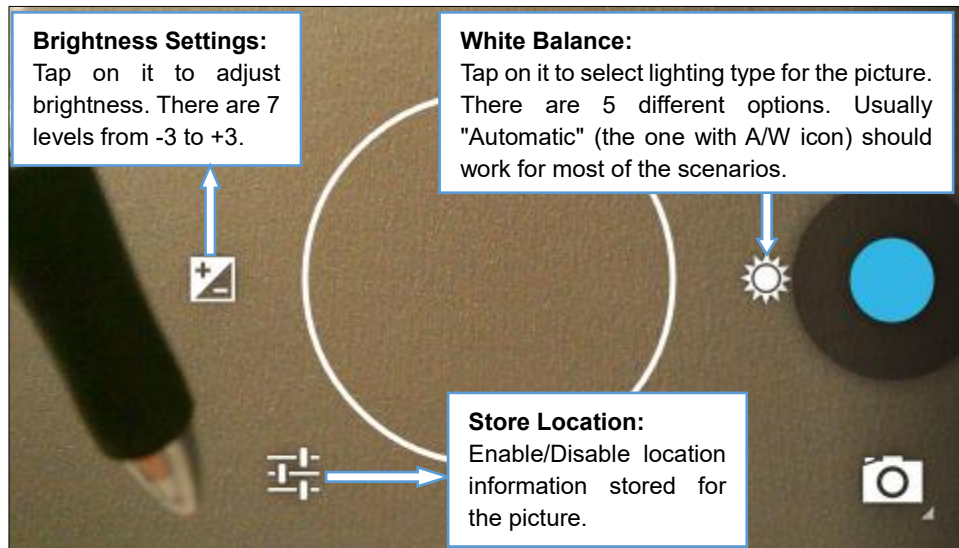 Brightness Settings:
Tap on it to adjust
brightness. There are 7
levels from -3 to +3.
White Balance:
Tap on it to select lighting type for the picture.
There are 5 different options. Usually
"Automatic" (the one with A/W icon) should
work for most of the scenarios.
Store Location:
Enable/Disable location
information stored for
the picture.